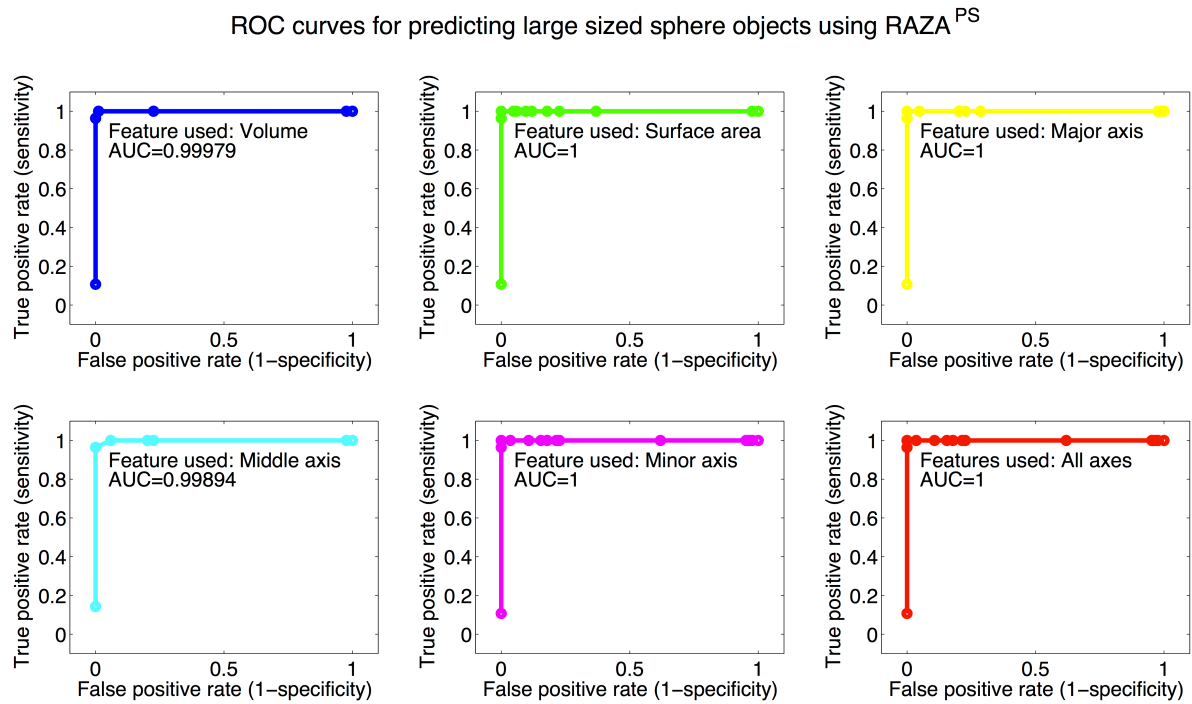 ROC curves for predicting large sized sphere objects using RAZA^PS
True positive rate (sensitivity)
1
0.8
0.6
0.4
0.2
0
Feature used: Volume
AUC=0.99979
0 0.5 1
False positive rate (1−specificity)
True positive rate (sensitivity)
1
0.8
0.6
0.4
0.2
0
Feature used: Surface area
AUC=1
0 0.5 1
False positive rate (1−specificity)
True positive rate (sensitivity)
1
0.8
0.6
0.4
0.2
0
Feature used: Major axis
AUC=1
0 0.5 1
False positive rate (1−specificity)
True positive rate (sensitivity)
1
0.8
0.6
0.4
0.2
0
Feature used: Middle axis
AUC=0.99894
0 0.5 1
False positive rate (1−specificity)
True positive rate (sensitivity)
1
0.8
0.6
0.4
0.2
0
Feature used: Minor axis
AUC=1
0 0.5 1
False positive rate (1−specificity)
True positive rate (sensitivity)
1
0.8
0.6
0.4
0.2
0
Features used: All axes
AUC=1
0 0.5 1
False positive rate (1−specificity)